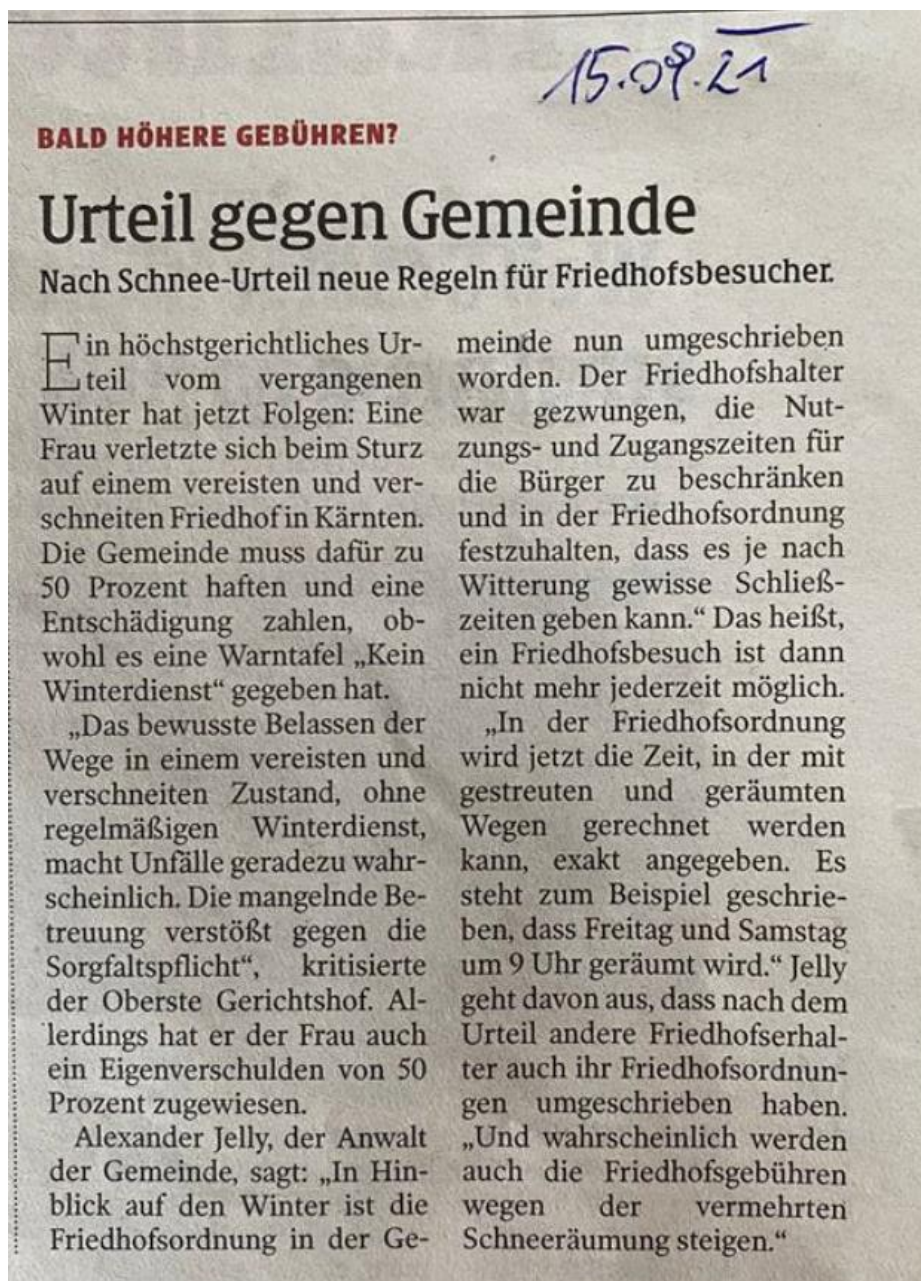 15.09.21
BALD HÖHERE GEBÜHREN?
Urteil gegen Gemeinde
Nach Schnee-Urteil neue Regeln für Friedhofsbesucher.
Ein höchstgerichtliches Ur-
teil vom vergangenen
Winter hat jetzt Folgen: Eine
Frau verletzte sich beim Sturz
auf einem vereisten und ver-
schneiten Friedhof in Kärnten.
Die Gemeinde muss dafür zu
50 Prozent haften und eine
Entschädigung zahlen, ob-
wohl es eine Warntafel „Kein
Winterdienst“ gegeben hat.
„Das bewusste Belassen der
Wege in einem vereisten und
verschneiten Zustand, ohne
regelmäßigen Winterdienst,
macht Unfälle geradezu wahr-
scheinlich. Die mangelnde Be-
treuung verstößt gegen die
Sorgfaltspflicht“, kritisierte
der Oberste Gerichtshof. Al-
lerdings hat er der Frau auch
ein Eigenverschulden von 50
Prozent zugewiesen.
Alexander Jelly, der Anwalt
der Gemeinde, sagt: „In Hin-
blick auf den Winter ist die
Friedhofsordnung in der Ge-
meinde nun umgeschrieben
worden. Der Friedhofshalter
war gezwungen, die Nut-
zungs- und Zugangszeiten für
die Bürger zu beschränken
und in der Friedhofsordnung
festzuhalten, dass es je nach
Witterung gewisse Schließ-
zeiten geben kann.“ Das heißt,
ein Friedhofsbesuch ist dann
nicht mehr jederzeit möglich.
„In der Friedhofsordnung
wird jetzt die Zeit, in der mit
gestreuten und geräumten
Wegen gerechnet werden
kann, exakt angegeben. Es
steht zum Beispiel geschrie-
ben, dass Freitag und Samstag
um 9 Uhr geräumt wird.“ Jelly
geht davon aus, dass nach dem
Urteil andere Friedhofserhal-
ter auch ihr Friedhofsordnun-
gen umgeschrieben haben.
„Und wahrscheinlich werden
auch die Friedhofsgebühren
wegen der vermehrten
Schneeräumung steigen.“